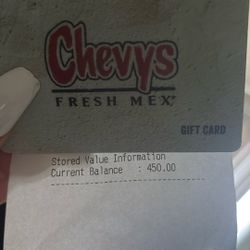 Chevys
FRESH MEX®
GIFT CARD
Stored Value Information
Current Balance : 450.00